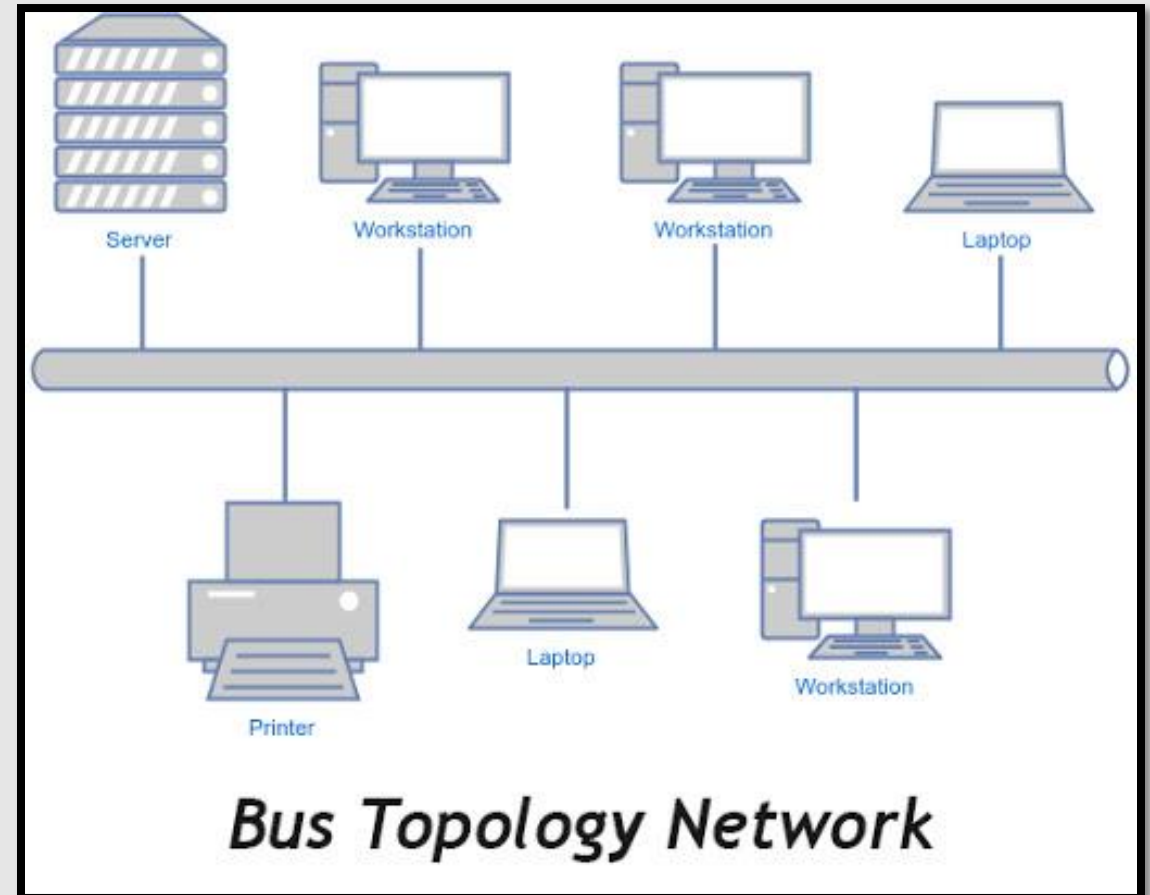 Server
Workstation
Workstation
Laptop
Printer
Laptop
Workstation
Bus Topology Network